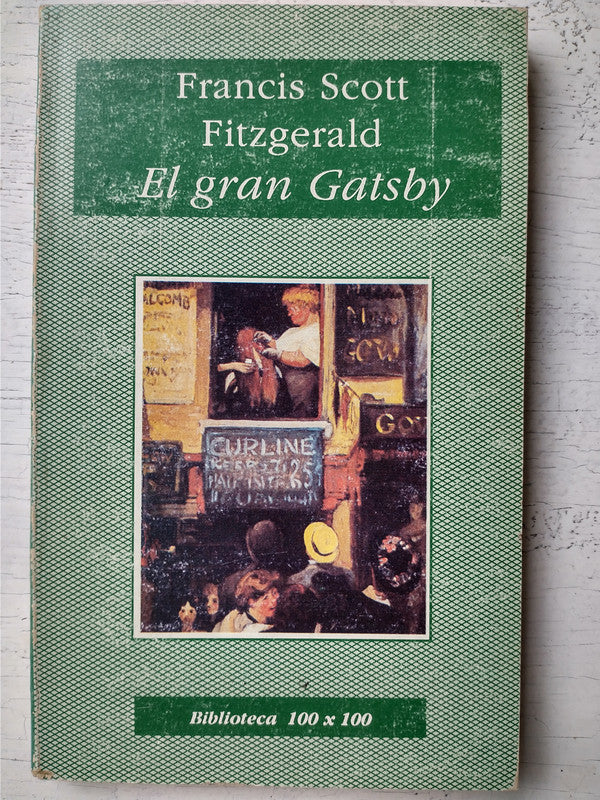 Francis Scott
Fitzgerald
El gran Gatsby
CURLINE
Biblioteca 100 x 100